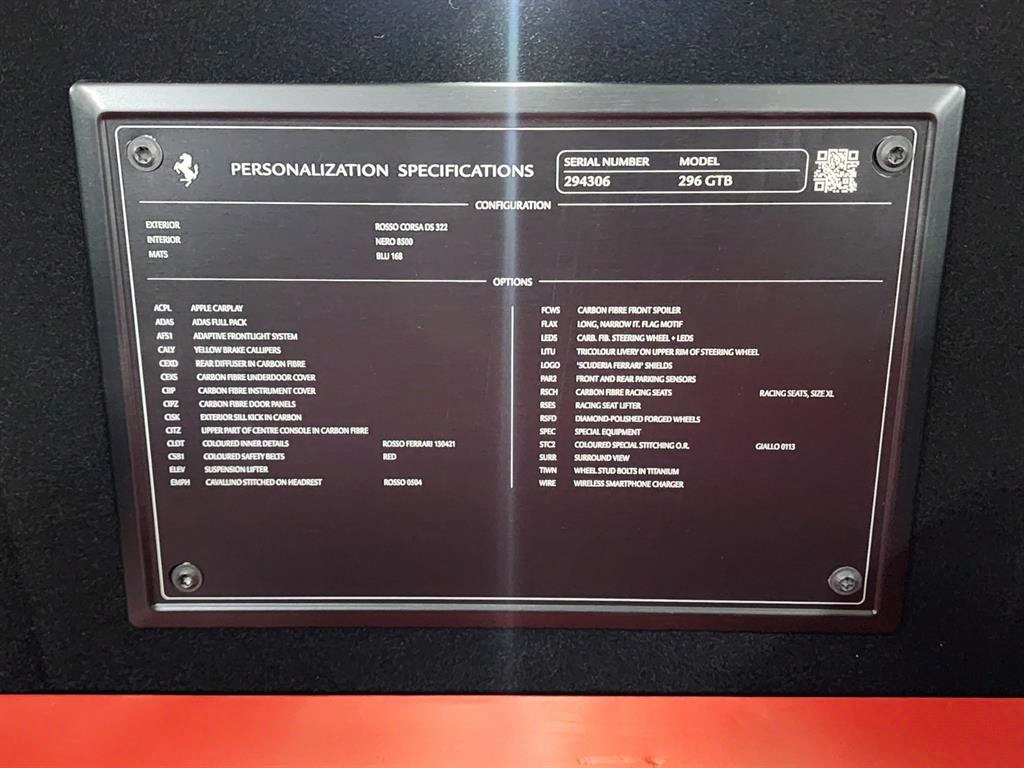 PERSONALIZATION SPECIFICATIONS
SERIAL NUMBER MODEL
294306 296 GTB
CONFIGURATION
EXTERIOR ROSSO CORSA DS 322
INTERIOR NERO 8500
MATS BLU 168
OPTIONS
ACPL APPLE CARPLAY
ADAS ADAS FULL PACK
AFS1 ADAPTIVE FRONTLIGHT SYSTEM
CALY YELLOW BRAKE CALLIPERS
CEXD REAR DIFFUSER IN CARBON FIBRE
CEXS CARBON FIBRE UNDERDOOR COVER
CIIP CARBON FIBRE INSTRUMENT COVER
CIPZ CARBON FIBRE DOOR PANELS
CISK EXTERIOR SILL KICK IN CARBON
CITZ UPPER PART OF CENTRE CONSOLE IN CARBON FIBRE
CLDT COLOURED INNER DETAILS ROSSO FERRARI 130421
CSB1 COLOURED SAFETY BELTS RED
ELEV SUSPENSION LIFTER
EMPH CAVALLINO STITCHED ON HEADREST ROSSO 0504
FCWS CARBON FIBRE FRONT SPOILER
FLAX LONG, NARROW IT. FLAG MOTIF
LEDS CARB. FIB. STEERING WHEEL + LEDS
LITU TRICOLOUR LIVERY ON UPPER RIM OF STEERING WHEEL
LOGO "SCUDERIA FERRARI" SHIELDS
PAR2 FRONT AND REAR PARKING SENSORS
RSCH CARBON FIBRE RACING SEATS RACING SEATS, SIZE XL
RSES RACING SEAT LIFTER
RSFD DIAMOND-POLISHED FORGED WHEELS
SPEC SPECIAL EQUIPMENT
STC2 COLOURED SPECIAL STITCHING O.R. GIALLO 0113
SURR SURROUND VIEW
TIWN WHEEL STUD BOLTS IN TITANIUM
WIRE WIRELESS SMARTPHONE CHARGER